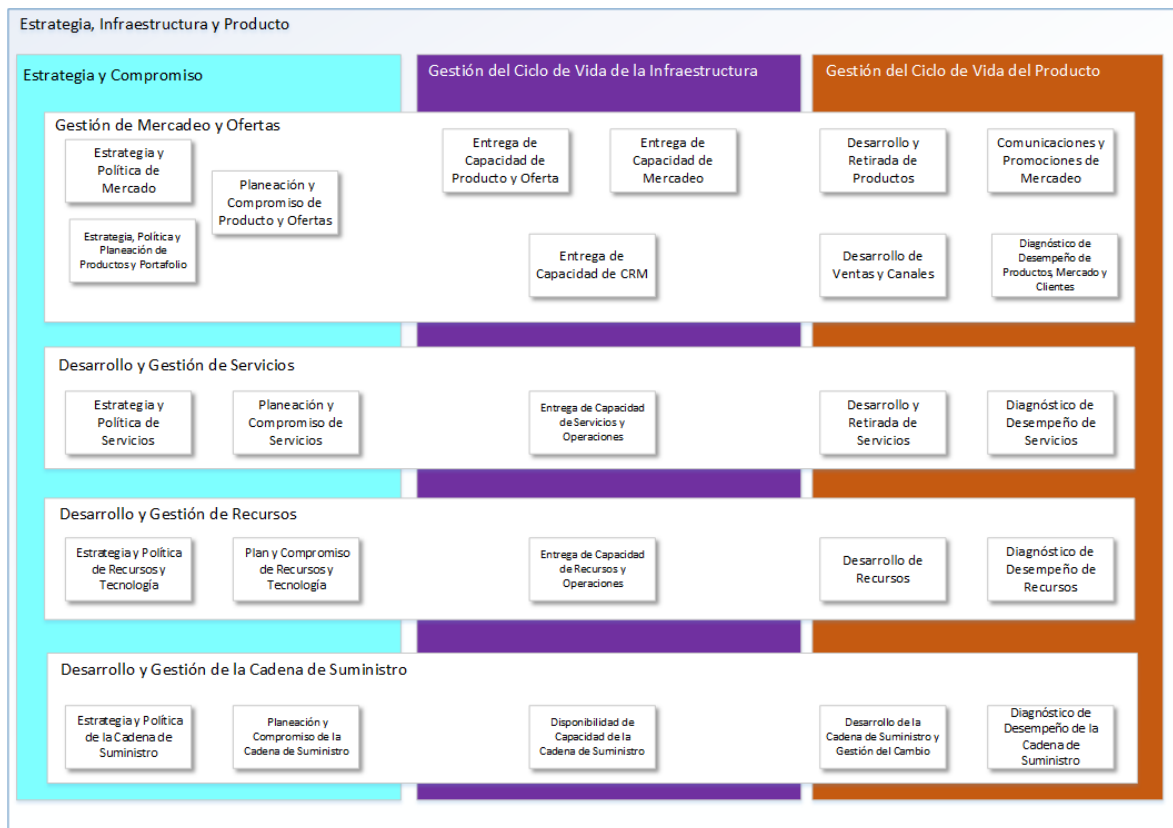 Estrategia, Infraestructura y Producto
Estrategia y Compromiso
Gestión del Ciclo de Vida de la Infraestructura
Gestión del Ciclo de Vida del Producto
Gestión de Mercadeo y Ofertas
Estrategia y
Política de
Mercado
Planeación y
Compromiso de
Producto y Ofertas
Estrategia, Política y
Planeación de
Productos y Portafolio
Entrega de
Capacidad de
Producto y Oferta
Entrega de
Capacidad de
Mercadeo
Entrega de
Capacidad de CRM
Desarrollo y
Retirada de
Productos
Comunicaciones y
Promociones de
Mercadeo
Desarrollo de
Ventas y Canales
Diagnóstico de
Desempeño de
Productos, Mercado y
Clientes
Desarrollo y Gestión de Servicios
Estrategia y
Política de
Servicios
Planeación y
Compromiso de
Servicios
Entrega de Capacidad
de Servicios y
Operaciones
Desarrollo y
Retirada de
Servicios
Diagnóstico de
Desempeño de
Servicios
Desarrollo y Gestión de Recursos
Estrategia y Política
de Recursos y
Tecnología
Plan y Compromiso
de Recursos y
Tecnología
Entrega de Capacidad
de Recursos y
Operaciones
Desarrollo de
Recursos
Diagnóstico de
Desempeño de
Recursos
Desarrollo y Gestión de la Cadena de Suministro
Estrategia y Política
de la Cadena de
Suministro
Planeación y
Compromiso de la
Cadena de Suministro
Disponibilidad de
Capacidad de la
Cadena de Suministro
Desarrollo de la
Cadena de Suministro y
Gestión del Cambio
Diagnóstico de
Desempeño de la
Cadena de
Suministro